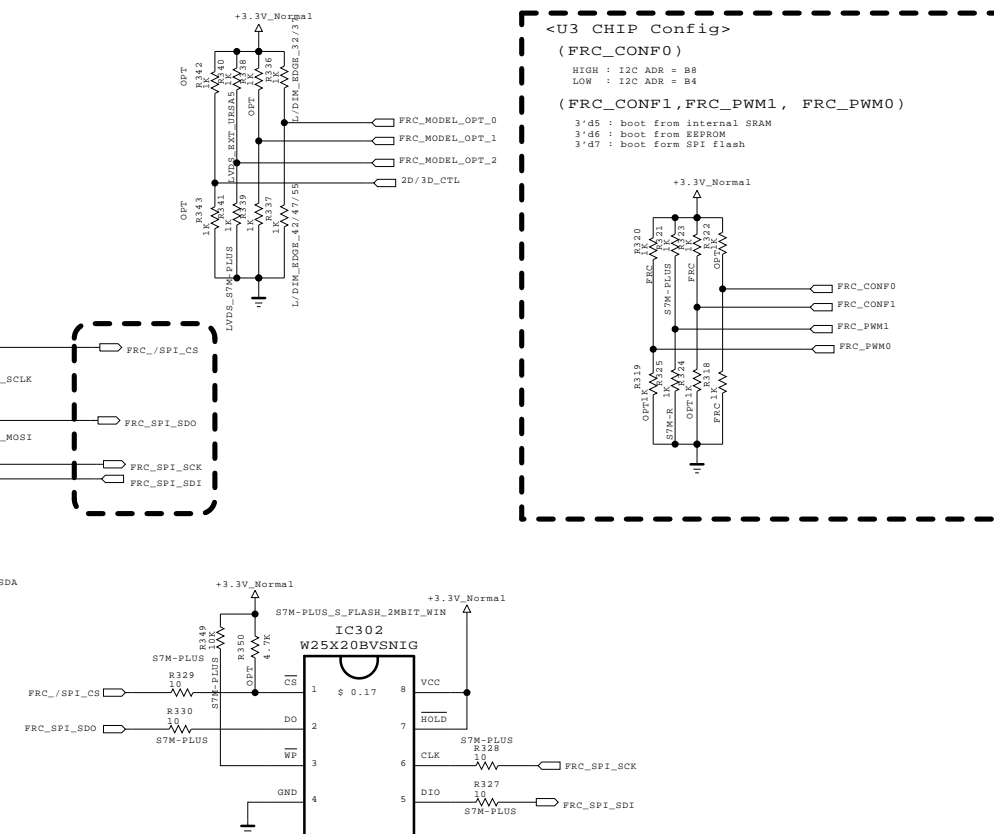 +3.3V_Normal
OPT
R342
1K
R340
1K
LVDS_EXT_URSA5
R338
1K
OPT
R336
1K
L/DIM_EDGE_32/37
FRC_MODEL_OPT_0
FRC_MODEL_OPT_1
FRC_MODEL_OPT_2
2D/3D_CTL
OPT
R343
1K
R341
1K
LVDS_S7M-PLUS
R339
1K
R337
1K
L/DIM_EDGE_42/47/55
<U3 CHIP Config>
(FRC_CONF0)
HIGH : I2C ADR = B8
LOW  : I2C ADR = B4
(FRC_CONF1,FRC_PWM1, FRC_PWM0)
3'd5 : boot from internal SRAM
3'd6 : boot from EEPROM
3'd7 : boot form SPI flash
+3.3V_Normal
R320
1K
FRC
R321
1K
S7M-PLUS
R323
1K
FRC
R322
1K
OPT
FRC_CONF0
FRC_CONF1
FRC_PWM1
FRC_PWM0
R319
1K
OPT
R325
1K
S7M-R
R324
1K
OPT
R318
1K
FRC
FRC_/SPI_CS
_SCLK
FRC_SPI_SDO
_MOSI
FRC_SPI_SCK
FRC_SPI_SDI
SDA
+3.3V_Normal
+3.3V_Normal
S7M-PLUS_S_FLASH_2MBIT_WIN
IC302
W25X20BVSNIG
R349
10K
S7M-PLUS
R350
4.7K
OPT
S7M-PLUS
R329
10
FRC_/SPI_CS
CS
1
$ 0.17
8
VCC
R330
10
FRC_SPI_SDO
S7M-PLUS
DO
2
7
HOLD
WP
3
6
CLK
S7M-PLUS
R328
10
FRC_SPI_SCK
GND
4
5
DIO
R327
10
S7M-PLUS
FRC_SPI_SDI